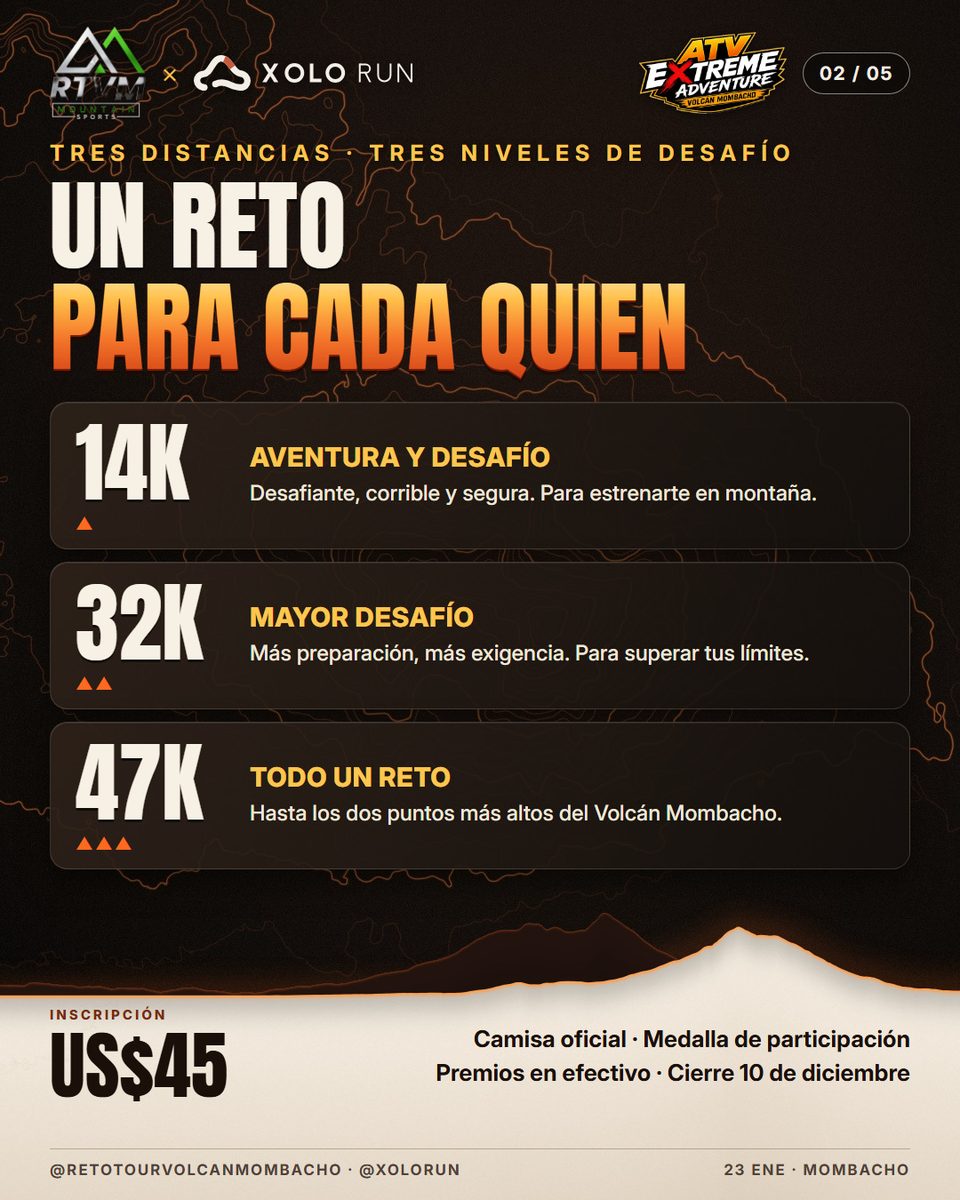 RTVM
MOUNTAIN
SPORTS
×
XOLO RUN
ATV
EXTREME
ADVENTURE
VOLCÁN MOMBACHO
02 / 05
TRES DISTANCIAS · TRES NIVELES DE DESAFÍO
UN RETO
PARA CADA QUIEN
14K
AVENTURA Y DESAFÍO
Desafiante, corrible y segura. Para estrenarte en montaña.
32K
MAYOR DESAFÍO
Más preparación, más exigencia. Para superar tus límites.
47K
TODO UN RETO
Hasta los dos puntos más altos del Volcán Mombacho.
INSCRIPCIÓN
US$45
Camisa oficial · Medalla de participación
Premios en efectivo · Cierre 10 de diciembre
@RETOTOURVOLCANMOMBACHO · @XOLORUN
23 ENE · MOMBACHO